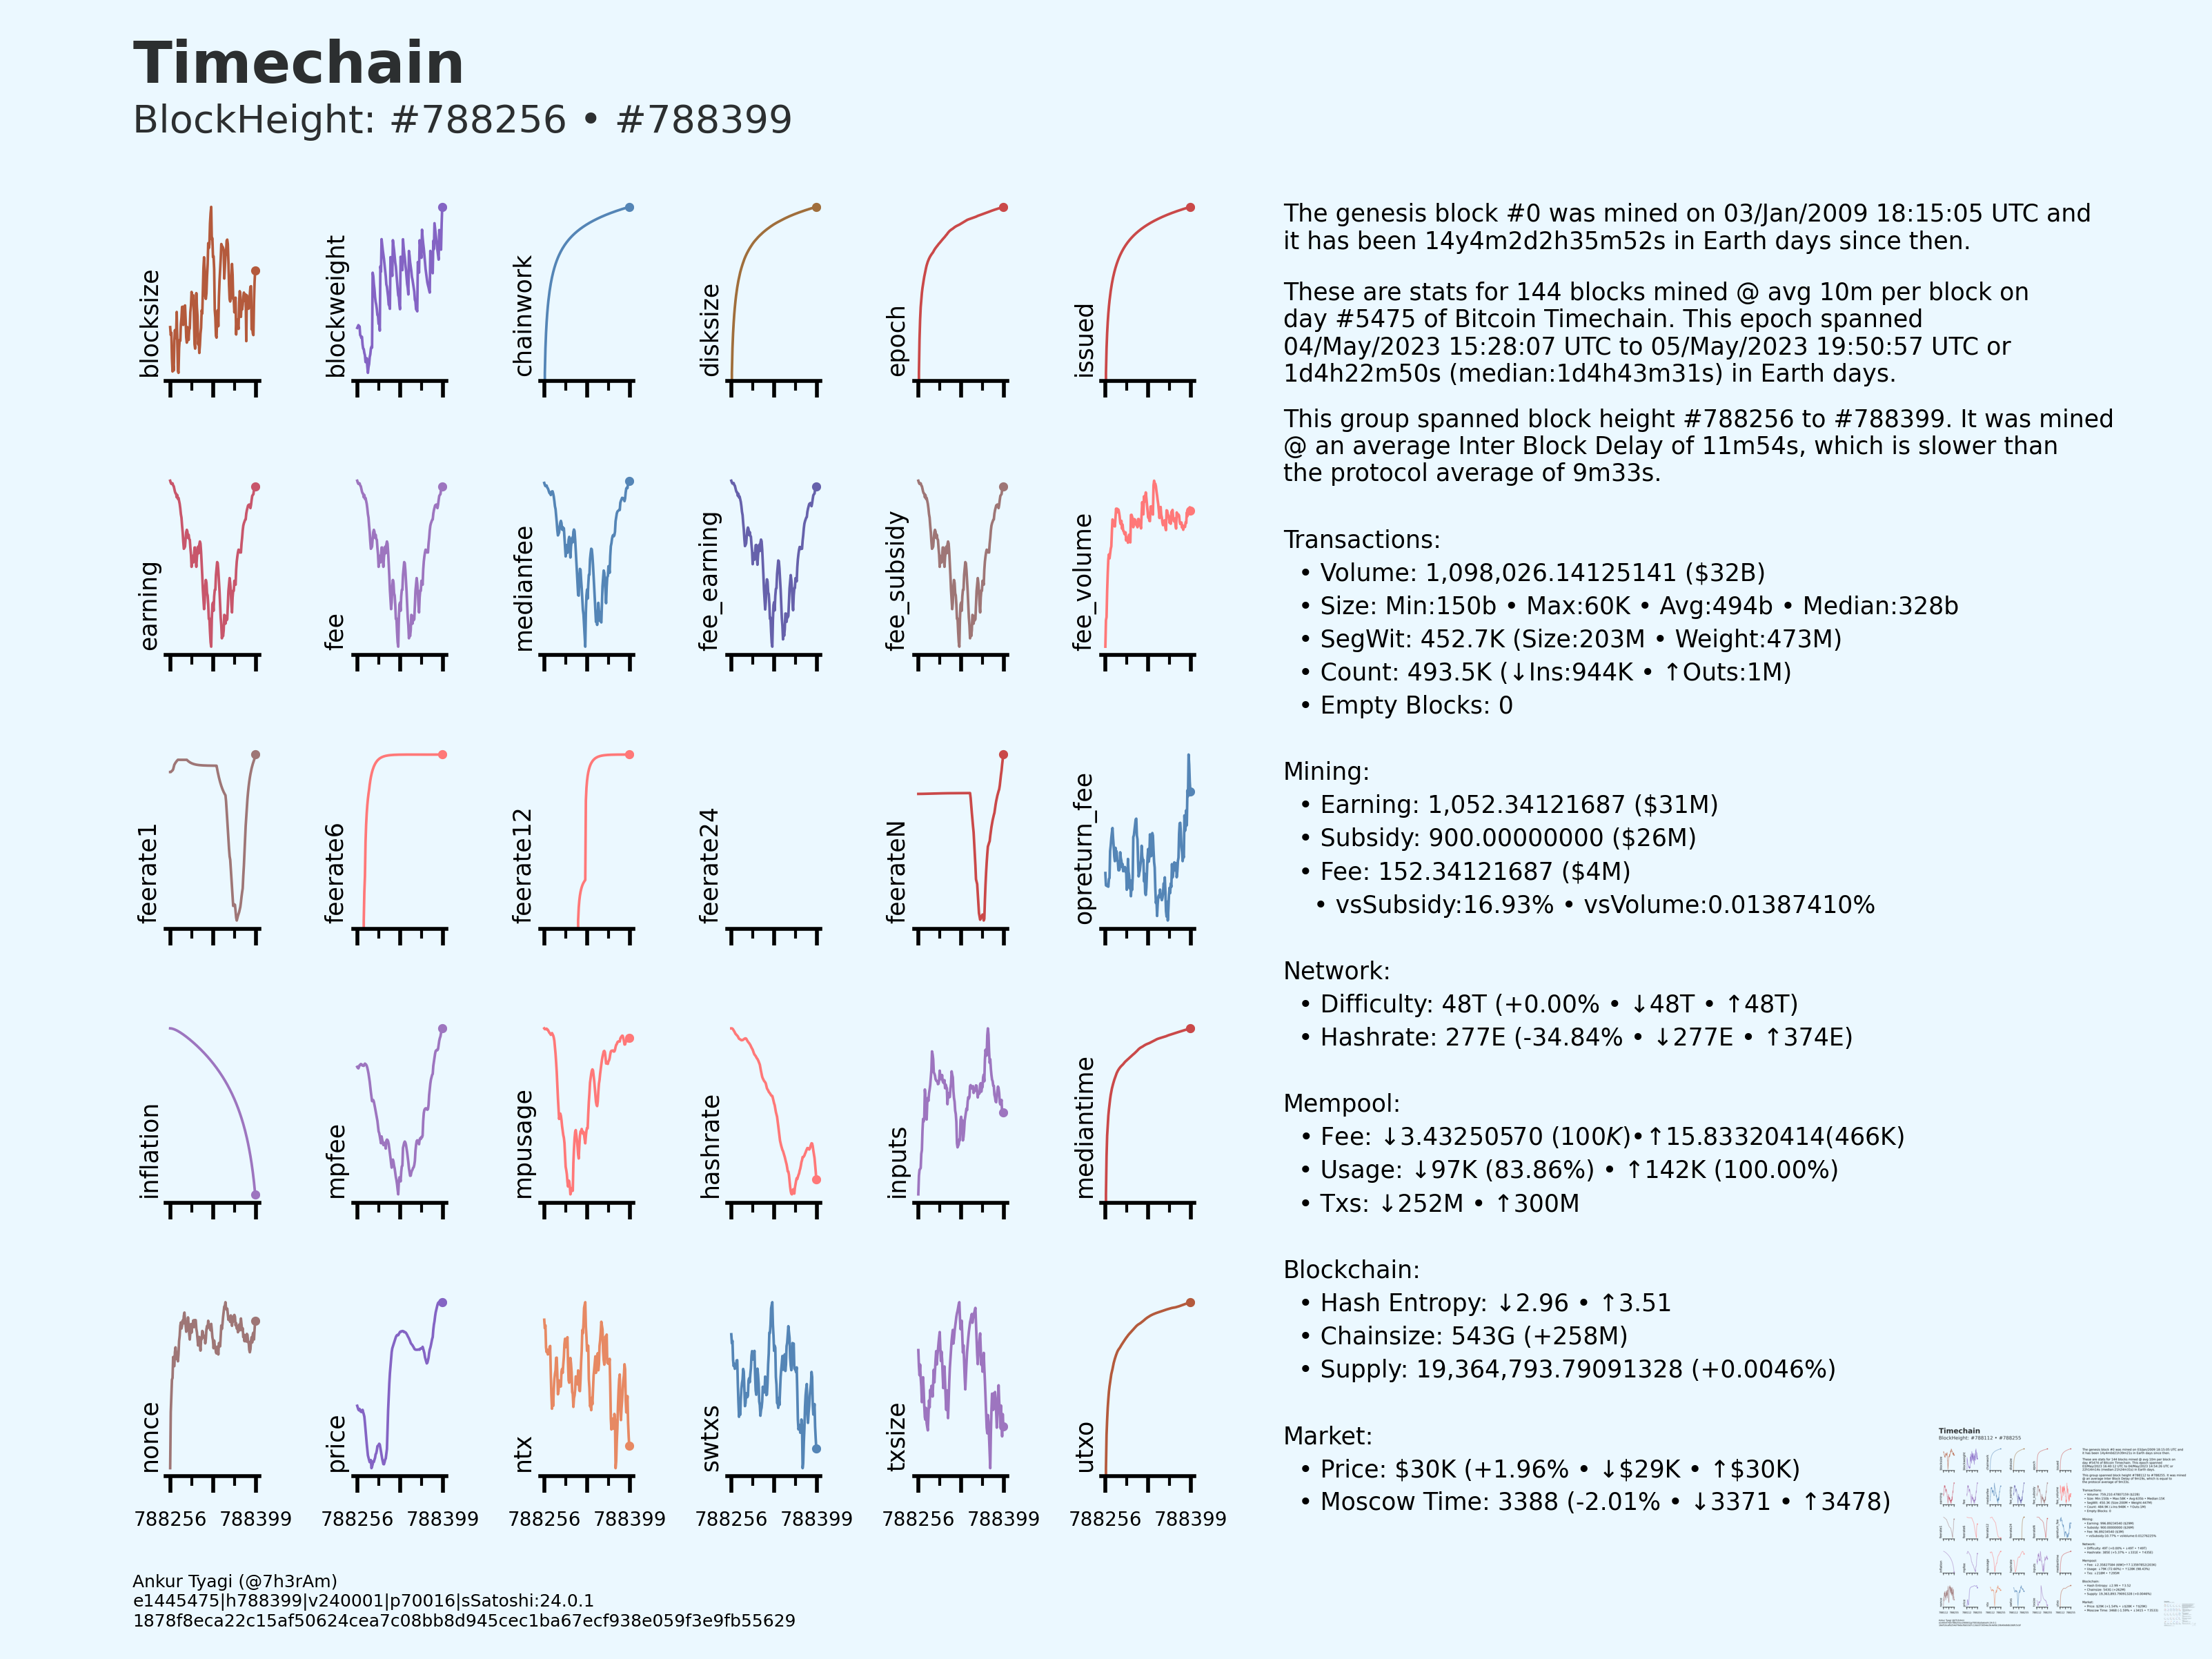 Timechain
BlockHeight: #788256 • #788399
blocksize
blockweight
chainwork
disksize
epoch
issued
earning
fee
medianfee
fee_earning
fee_subsidy
fee_volume
feerate1
feerate6
feerate12
feerate24
feerateN
opreturn_fee
inflation
mpfee
mpusage
hashrate
inputs
mediantime
nonce
price
ntx
swtxs
txsize
utxo
788256 788399 788256 788399 788256 788399 788256 788399 788256 788399 788256 788399
The genesis block #0 was mined on 03/Jan/2009 18:15:05 UTC and
it has been 14y4m2d2h35m52s in Earth days since then.
These are stats for 144 blocks mined @ avg 10m per block on
day #5475 of Bitcoin Timechain. This epoch spanned
04/May/2023 15:28:07 UTC to 05/May/2023 19:50:57 UTC or
1d4h22m50s (median:1d4h43m31s) in Earth days.
This group spanned block height #788256 to #788399. It was mined
@ an average Inter Block Delay of 11m54s, which is slower than
the protocol average of 9m33s.
Transactions:
• Volume: 1,098,026.14125141 ($32B)
• Size: Min:150b • Max:60K • Avg:494b • Median:328b
• SegWit: 452.7K (Size:203M • Weight:473M)
• Count: 493.5K (↓Ins:944K • ↑Outs:1M)
• Empty Blocks: 0
Mining:
• Earning: 1,052.34121687 ($31M)
• Subsidy: 900.00000000 ($26M)
• Fee: 152.34121687 ($4M)
• vsSubsidy:16.93% • vsVolume:0.01387410%
Network:
• Difficulty: 48T (+0.00% • ↓48T • ↑48T)
• Hashrate: 277E (-34.84% • ↓277E • ↑374E)
Mempool:
• Fee: ↓3.43250570 (100K)•↑15.83320414(466K)
• Usage: ↓97K (83.86%) • ↑142K (100.00%)
• Txs: ↓252M • ↑300M
Blockchain:
• Hash Entropy: ↓2.96 • ↑3.51
• Chainsize: 543G (+258M)
• Supply: 19,364,793.79091328 (+0.0046%)
Market:
• Price: $30K (+1.96% • ↓$29K • ↑$30K)
• Moscow Time: 3388 (-2.01% • ↓3371 • ↑3478)
Timechain
BlockHeight: #788112 • #788255
Ankur Tyagi (@7h3rAm)
e1445475|h788399|v240001|p70016|sSatoshi:24.0.1
1878f8eca22c15af50624cea7c08bb8d945cec1ba67ecf938e059f3e9fb55629